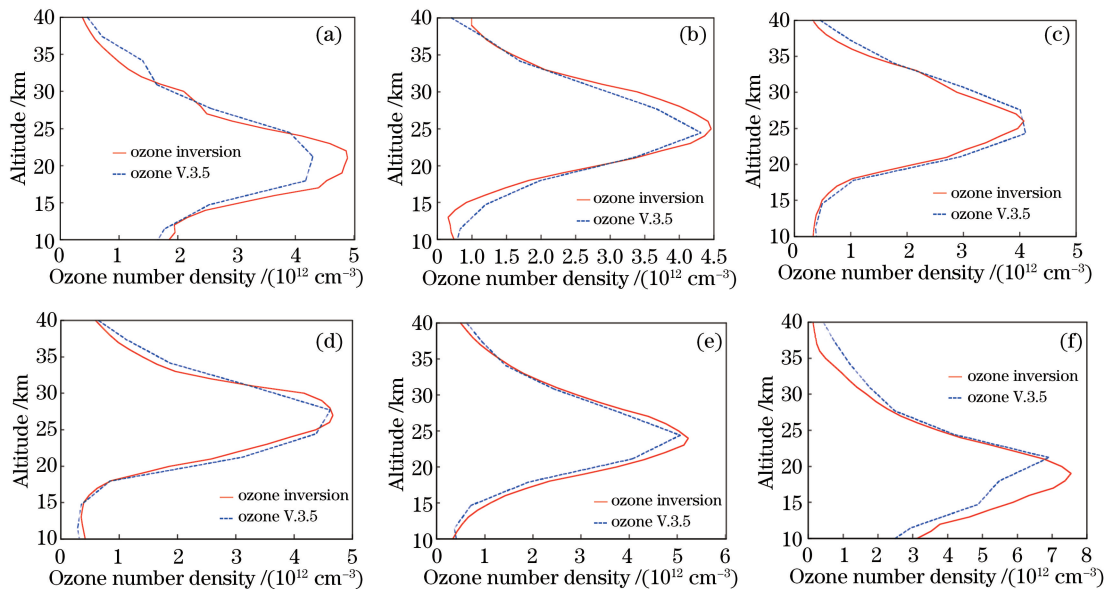 40
35
30
25
20
15
10
Altitude /km
(a)
ozone inversion
ozone V.3.5
0 1 2 3 4 5
Ozone number density /(10¹² cm⁻³)
40
35
30
25
20
15
10
Altitude /km
(b)
ozone inversion
ozone V.3.5
0 0.5 1.0 1.5 2.0 2.5 3.0 3.5 4.0 4.5
Ozone number density /(10¹² cm⁻³)
40
35
30
25
20
15
10
Altitude /km
(c)
ozone inversion
ozone V.3.5
0 1 2 3 4 5
Ozone number density /(10¹² cm⁻³)
40
35
30
25
20
15
10
Altitude /km
(d)
ozone inversion
ozone V.3.5
0 1 2 3 4 5
Ozone number density /(10¹² cm⁻³)
40
35
30
25
20
15
10
Altitude /km
(e)
ozone inversion
ozone V.3.5
0 1 2 3 4 5 6
Ozone number density /(10¹² cm⁻³)
40
35
30
25
20
15
10
Altitude /km
(f)
ozone inversion
ozone V.3.5
0 1 2 3 4 5 6 7 8
Ozone number density /(10¹² cm⁻³)